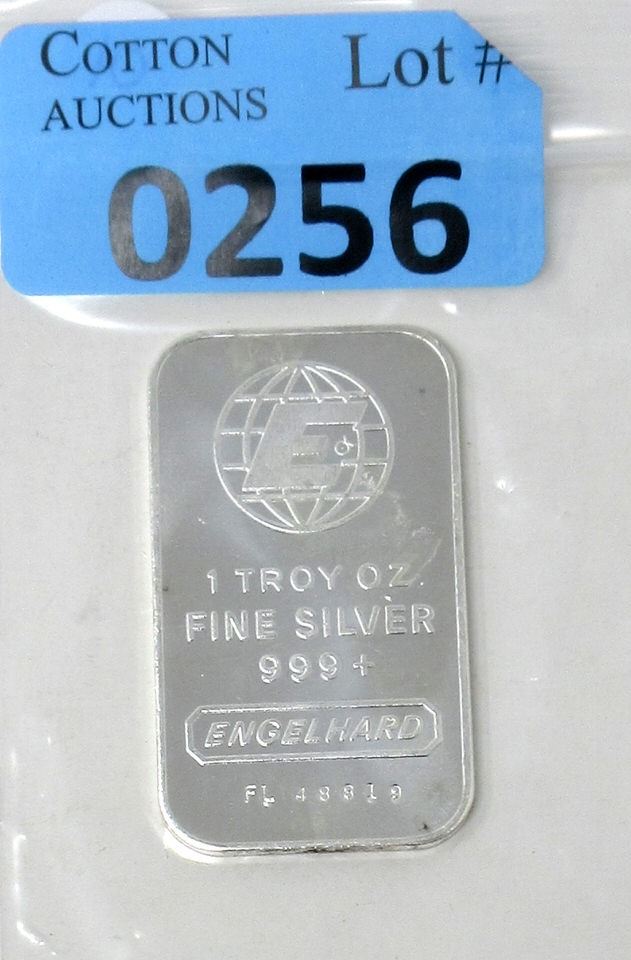 COTTON Lot #
AUCTIONS
0256
E
1 TROY OZ.
FINE SILVER
999+
ENGELHARD
FL 48819